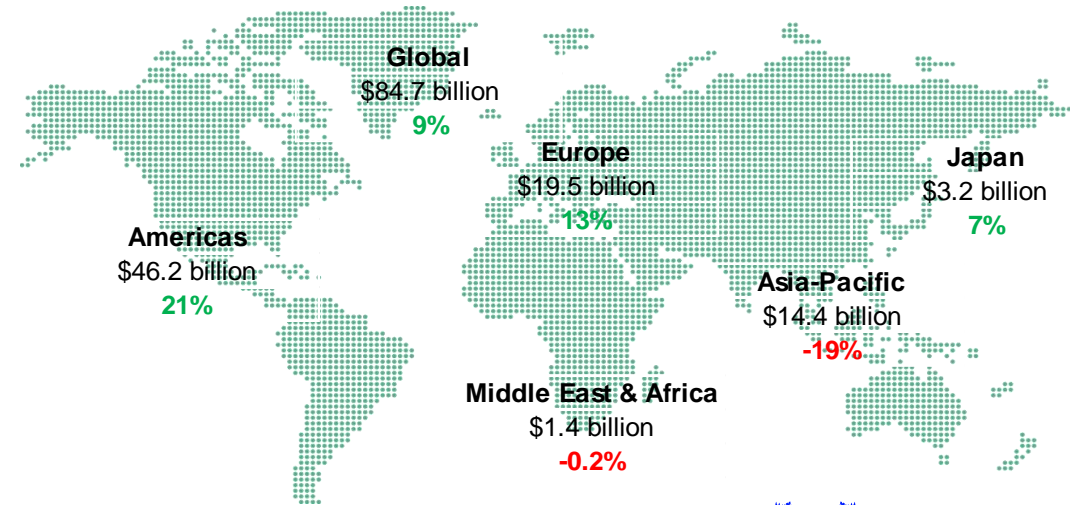 Global
$84.7 billion
9%
Europe
$19.5 billion
13%
Japan
$3.2 billion
7%
Americas
$46.2 billion
21%
Asia-Pacific
$14.4 billion
-19%
Middle East & Africa
$1.4 billion
-0.2%